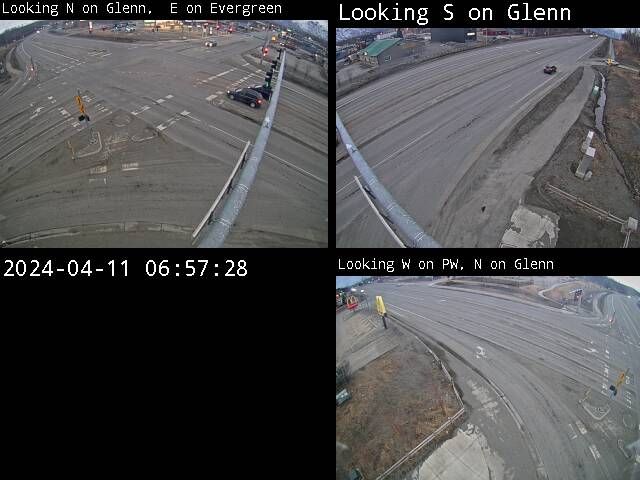 Looking N on Glenn, E on Evergreen
Looking S on Glenn
2024-04-11 06:57:28
Looking W on PW, N on Glenn